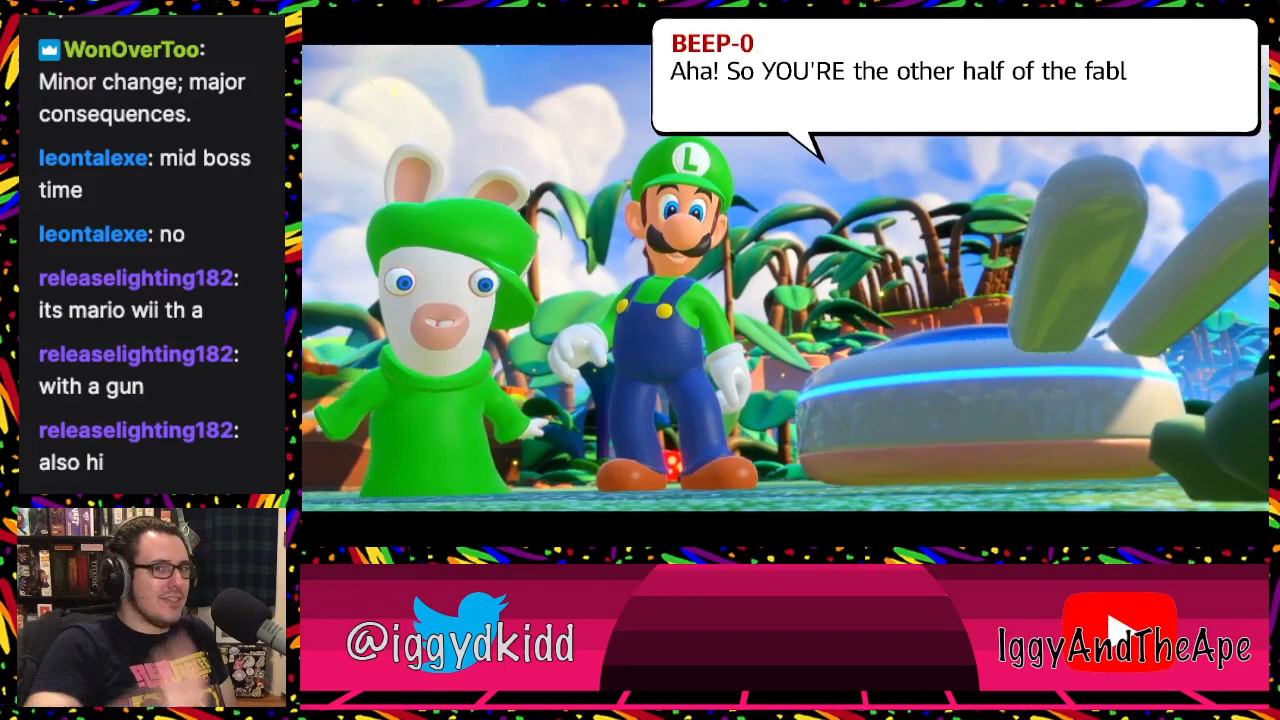 WonOverToo:
Minor change; major
consequences.
leontalexe: mid boss
time
leontalexe: no
releaselighting182:
its mario wii th a
releaselighting182:
with a gun
releaselighting182:
also hi
BEEP-0
Aha! So YOU'RE the other half of the fabl
L
@iggydkidd
IggyAndTheApe